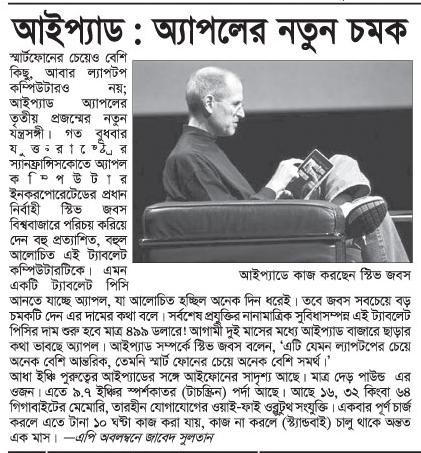 আইপ্যাড : অ্যাপলের নতুন চমক
স্মার্টফোনের চেয়েও বেশি
কিছু, আবার ল্যাপটপ
কম্পিউটারও নয়;
আইপ্যাড অ্যাপলের
তৃতীয় প্রজন্মের নতুন
যন্ত্রসঙ্গী। গত বুধবার
স্যানফ্রান্সিসকোতে অ্যাপল
ক ম্পি উ টা র
ইনকরপোরেটেডের প্রধান
নির্বাহী স্টিভ জবস
বিশ্ববাজারে পরিচয় করিয়ে
দেন বহু প্রত্যাশিত, বহুল
আলোচিত এই ট্যাবলেট
কম্পিউটারটিকে। এমন
একটি ট্যাবলেট পিসি
আইপ্যাডে কাজ করছেন স্টিভ জবস
আনতে যাচ্ছে অ্যাপল, যা আলোচিত হচ্ছিল অনেক দিন ধরেই। তবে জবস সবচেয়ে বড়
চমকটি দেন এর দামের কথা বলে। সর্বশেষ প্রযুক্তির নানামাত্রিক সুবিধাসম্পন্ন এই ট্যাবলেট
পিসির দাম শুরু হবে মাত্র ৪৯৯ ডলারে! আগামী দুই মাসের মধ্যে আইপ্যাড বাজারে ছাড়ার
কথা ভাবছে অ্যাপল। আইপ্যাড সম্পর্কে স্টিভ জবস বলেন, ‘এটি যেমন ল্যাপটপের চেয়ে
অনেক বেশি আন্তরিক, তেমনি স্মার্ট ফোনের চেয়ে অনেক বেশি সমর্থ।’
আধা ইঞ্চি পুরুত্বের আইপ্যাডের সঙ্গে আইফোনের সাদৃশ্য আছে। মাত্র দেড় পাউন্ড এর
ওজন। এতে ৯.৭ ইঞ্চির স্পর্শকাতর (টাচস্ক্রিন) পর্দা আছে। আছে ১৬, ৩২ কিংবা ৬৪
গিগাবাইটের মেমোরি, তারহীন যোগাযোগের ওয়াই-ফাই ওব্লুটুথ সংযুক্তি। একবার পূর্ণ চার্জ
করলে এতে টানা ১০ ঘণ্টা কাজ করা যায়, কাজ না করলে (স্ট্যান্ডবাই) চালু থাকে অন্তত
এক মাস। —এপি অবলম্বনে জাবেদ সুলতান